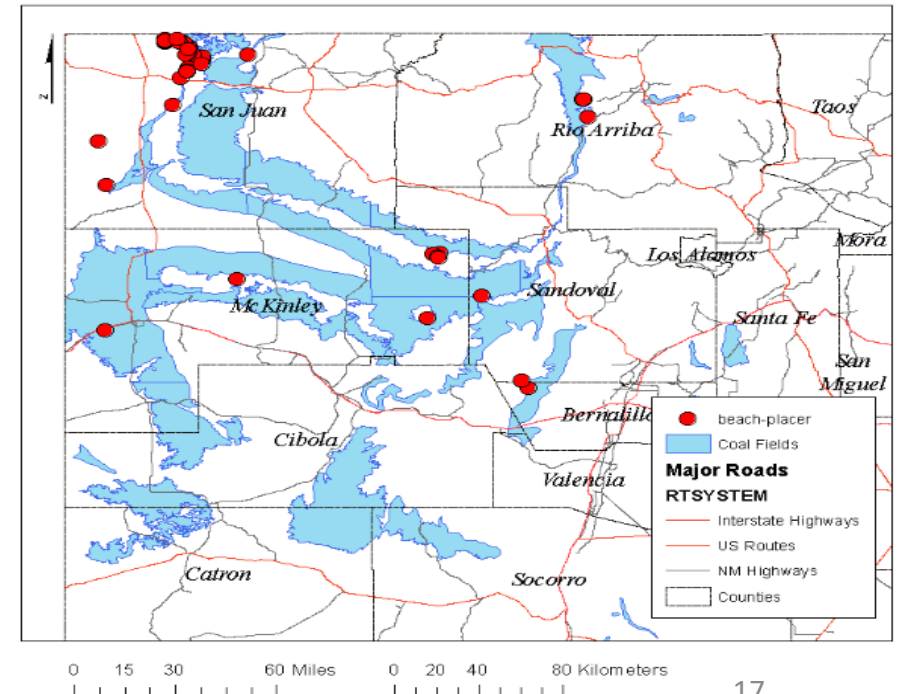 z
San Juan
Taos
Rio Arriba
Mora
Los Alamos
Sandoval
Mc Kinley
Santa Fe
San
Miguel
Bernalillo
Cibola
Valencia
Catron
Socorro
beach-placer
Coal Fields
Major Roads
RTSYSTEM
Interstate Highways
US Routes
NM Highways
Counties
0 15 30 60 Miles 0 20 40 80 Kilometers
17